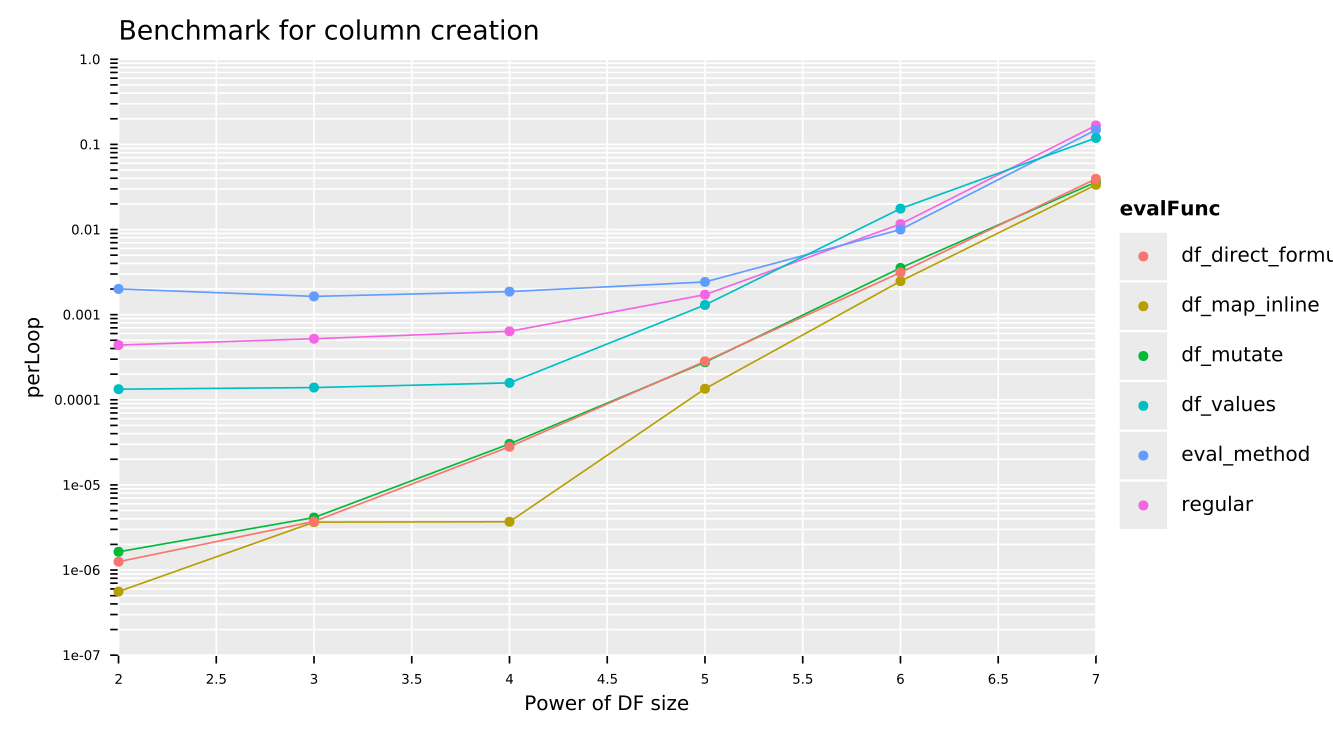 Benchmark for column creation
1.0
0.1
0.01
0.001
0.0001
1e-05
1e-06
1e-07
perLoop
2 2.5 3 3.5 4 4.5 5 5.5 6 6.5 7
Power of DF size
evalFunc
df_direct_formu
df_map_inline
df_mutate
df_values
eval_method
regular